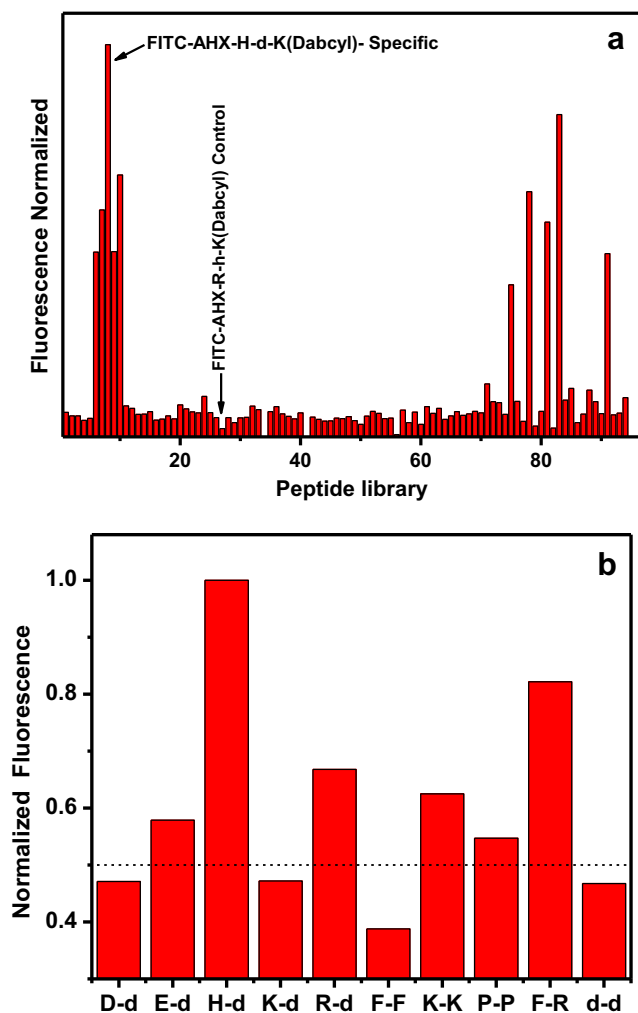 a
FITC-AHX-H-d-K(Dabcyl)- Specific
FITC-AHX-R-h-K(Dabcyl) Control
Fluorescence Normalized
20 40 60 80
Peptide library
b
Normalized Fluorescence
1.0
0.8
0.6
0.4
D-d E-d H-d K-d R-d F-F K-K P-P F-R d-d